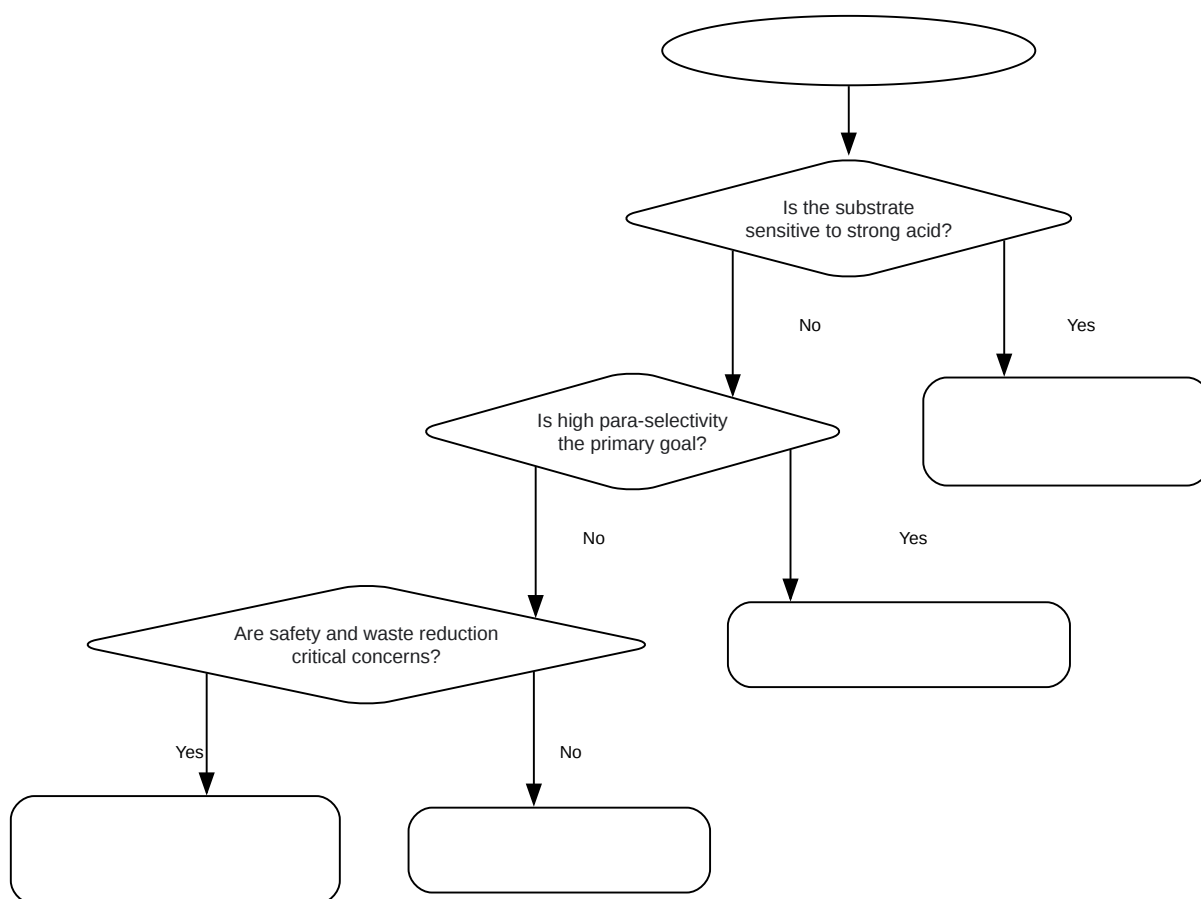 Is the substrate
sensitive to strong acid?
No
Yes
Is high para-selectivity
the primary goal?
No
Yes
Are safety and waste reduction
critical concerns?
Yes
No